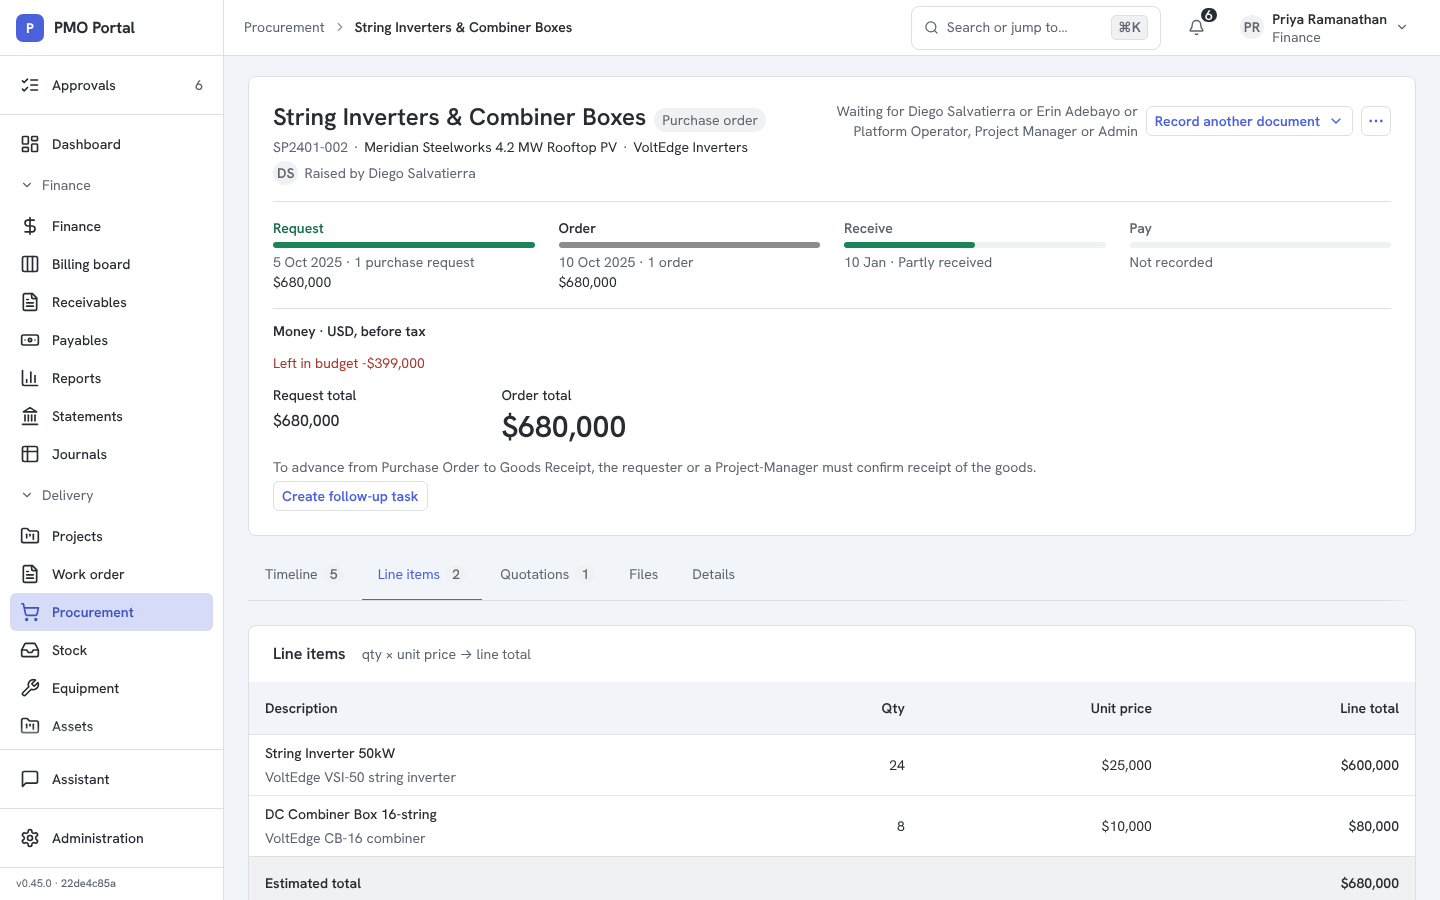 P
PMO Portal
Procurement
String Inverters & Combiner Boxes
Search or jump to...
⌘K
6
PR
Priya Ramanathan
Finance
Approvals
6
Dashboard
Finance
Finance
Billing board
Receivables
Payables
Reports
Statements
Journals
Delivery
Projects
Work order
Procurement
Stock
Equipment
Assets
Assistant
Administration
v0.45.0 · 22de4c85a
String Inverters & Combiner Boxes
Purchase order
Waiting for Diego Salvatierra or Erin Adebayo or
Platform Operator, Project Manager or Admin
Record another document
SP2401-002 · Meridian Steelworks 4.2 MW Rooftop PV · VoltEdge Inverters
DS
Raised by Diego Salvatierra
Request
5 Oct 2025 · 1 purchase request
$680,000
Order
10 Oct 2025 · 1 order
$680,000
Receive
10 Jan · Partly received
Pay
Not recorded
Money · USD, before tax
Left in budget -$399,000
Request total
$680,000
Order total
$680,000
To advance from Purchase Order to Goods Receipt, the requester or a Project-Manager must confirm receipt of the goods.
Create follow-up task
Timeline 5
Line items 2
Quotations 1
Files
Details
Line items
qty × unit price → line total
Description
Qty
Unit price
Line total
String Inverter 50kW
VoltEdge VSI-50 string inverter
24
$25,000
$600,000
DC Combiner Box 16-string
VoltEdge CB-16 combiner
8
$10,000
$80,000
Estimated total
$680,000